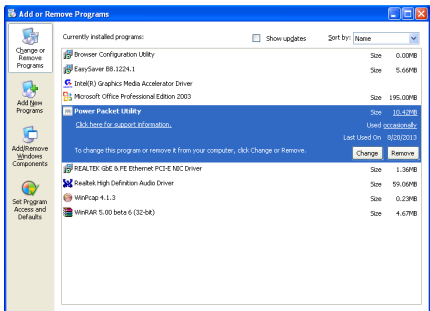 Add or Remove Programs
Change or Remove Programs
Add New Programs
Add/Remove Windows Components
Set Program Access and Defaults
Currently installed programs:
Show updates
Sort by: Name
Browser Configuration Utility Size 0.00MB
EasySaver B8.1224.1 Size 5.66MB
Intel(R) Graphics Media Accelerator Driver
Microsoft Office Professional Edition 2003 Size 195.00MB
Power Packet Utility Size 10.42MB
Click here for support information. Used occasionally
Last Used On 8/20/2013
To change this program or remove it from your computer, click Change or Remove. Change Remove
REALTEK GbE & FE Ethernet PCI-E NIC Driver Size 1.36MB
Realtek High Definition Audio Driver Size 59.06MB
WinPcap 4.1.3 Size 0.23MB
WinRAR 5.00 beta 6 (32-bit) Size 4.67MB